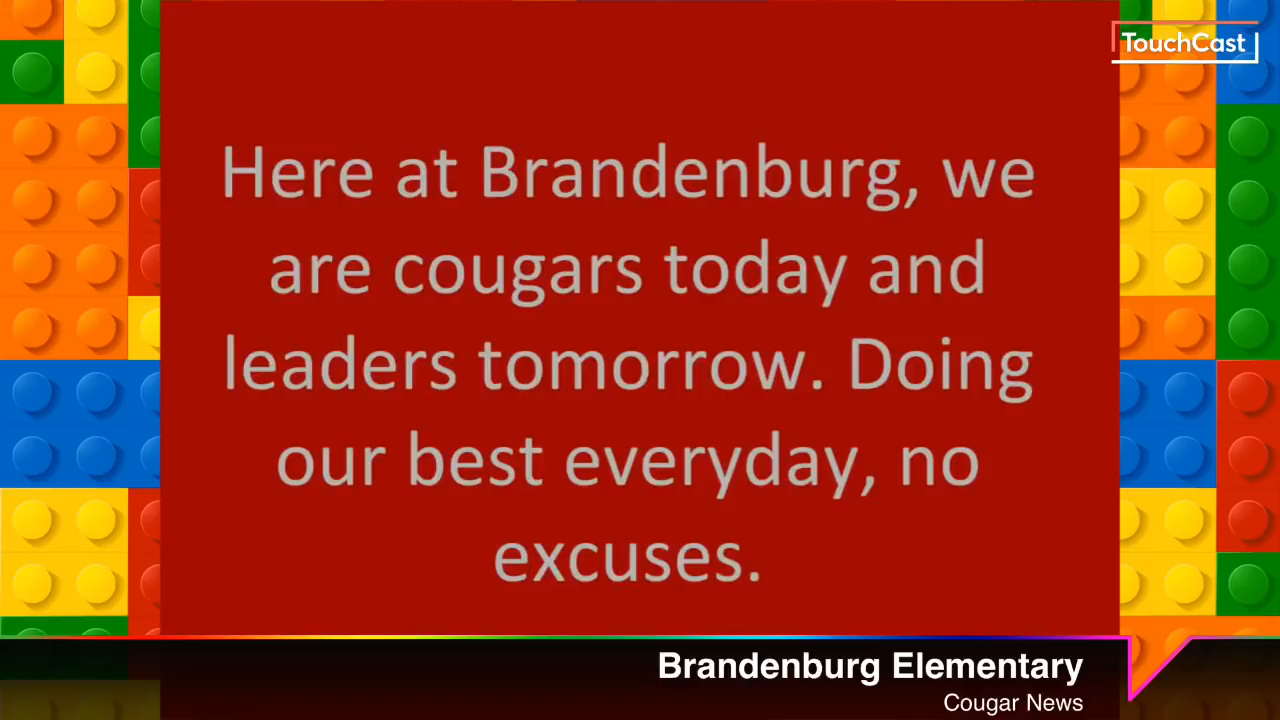 TouchCast
Here at Brandenburg, we
are cougars today and
leaders tomorrow. Doing
our best everyday, no
excuses.
Brandenburg Elementary
Cougar News